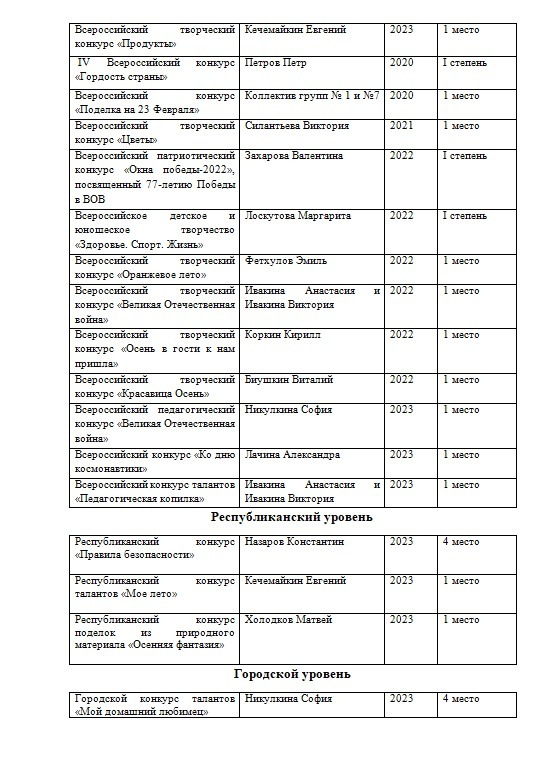 Всероссийский творческий конкурс «Продукты» Кечемайкин Евгений 2023 1 место
IV Всероссийский конкурс «Гордость страны» Петров Петр 2020 I степень
Всероссийский конкурс «Поделка на 23 Февраля» Коллектив групп № 1 и №7 2020 1 место
Всероссийский творческий конкурс «Цветы» Силантьева Виктория 2021 1 место
Всероссийский патриотический конкурс «Окна победы-2022», посвященный 77-летию Победы в ВОВ Захарова Валентина 2022 I степень
Всероссийское детское и юношеское творчество «Здоровье. Спорт. Жизнь» Лоскутова Маргарита 2022 I степень
Всероссийский творческий конкурс «Оранжевое лето» Фетхулов Эмиль 2022 1 место
Всероссийский творческий конкурс «Великая Отечественная война» Ивакина Анастасия и Ивакина Виктория 2022 1 место
Всероссийский творческий конкурс «Осень в гости к нам пришла» Коркин Кирилл 2022 1 место
Всероссийский творческий конкурс «Красавица Осень» Биушкин Виталий 2022 1 место
Всероссийский педагогический конкурс «Великая Отечественная война» Никулкина София 2023 1 место
Всероссийский конкурс «Ко дню космонавтики» Лачина Александра 2023 1 место
Всероссийский конкурс талантов «Педагогическая копилка» Ивакина Анастасия и Ивакина Виктория 2023 1 место
Республиканский уровень
Республиканский конкурс «Правила безопасности» Назаров Константин 2023 4 место
Республиканский конкурс талантов «Мое лето» Кечемайкин Евгений 2023 1 место
Республиканский конкурс поделок из природного материала «Осенняя фантазия» Холодков Матвей 2023 1 место
Городской уровень
Городской конкурс талантов «Мой домашний любимец» Никулкина София 2023 4 место